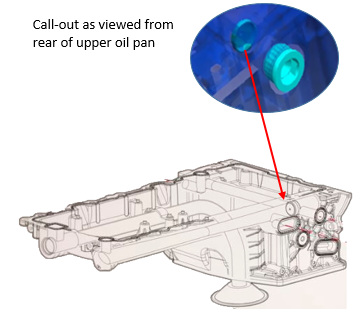 Call-out as viewed from
rear of upper oil pan